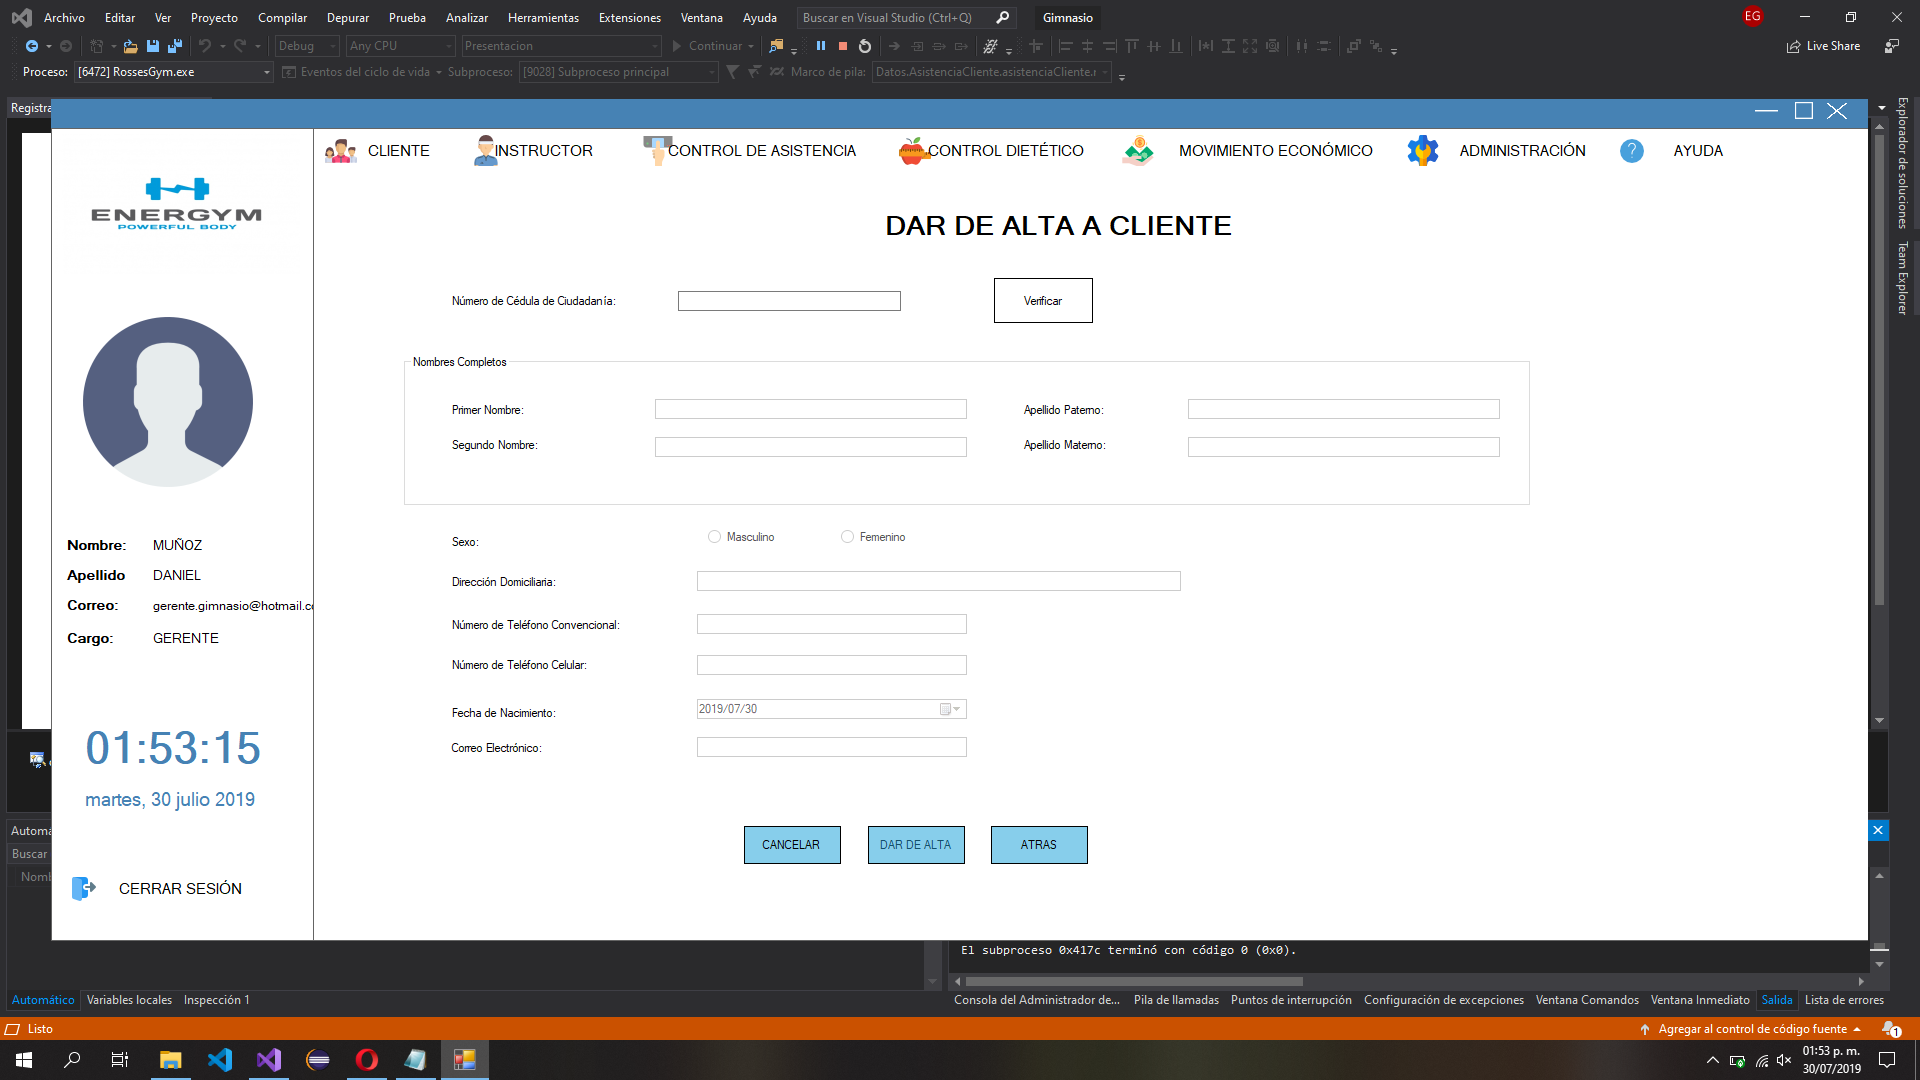 Archivo Editar Ver Proyecto Compilar Depurar Prueba Analizar Herramientas Extensiones Ventana Ayuda Buscar en Visual Studio (Ctrl+Q) Gimnasio EG
Debug Any CPU Presentacion Continuar Live Share
Proceso: [6472] RossesGym.exe Eventos del ciclo de vida Subproceso: [9028] Subproceso principal Marco de pila: Datos.AsistenciaCliente.asistenciaCliente.r
Registra
Explorador de soluciones
Team Explorer
CLIENTE INSTRUCTOR CONTROL DE ASISTENCIA CONTROL DIETÉTICO MOVIMIENTO ECONÓMICO ADMINISTRACIÓN ? AYUDA
ENERGYM
POWERFUL BODY
DAR DE ALTA A CLIENTE
Número de Cédula de Ciudadanía: Verificar
Nombres Completos
Primer Nombre: Apellido Paterno:
Segundo Nombre: Apellido Materno:
Sexo: Masculino Femenino
Dirección Domiciliaria:
Número de Teléfono Convencional:
Número de Teléfono Celular:
Fecha de Nacimiento: 2019/07/30
Correo Electrónico:
CANCELAR DAR DE ALTA ATRAS
Nombre: MUÑOZ
Apellido DANIEL
Correo: gerente.gimnasio@hotmail.c
Cargo: GERENTE
01:53:15
martes, 30 julio 2019
CERRAR SESIÓN
Automá
Buscar
Nomb
El subproceso 0x417c terminó con código 0 (0x0).
Automático Variables locales Inspección 1
Consola del Administrador de... Pila de llamadas Puntos de interrupción Configuración de excepciones Ventana Comandos Ventana Inmediato Salida Lista de errores
Listo Agregar al control de código fuente 1
01:53 p. m.
30/07/2019